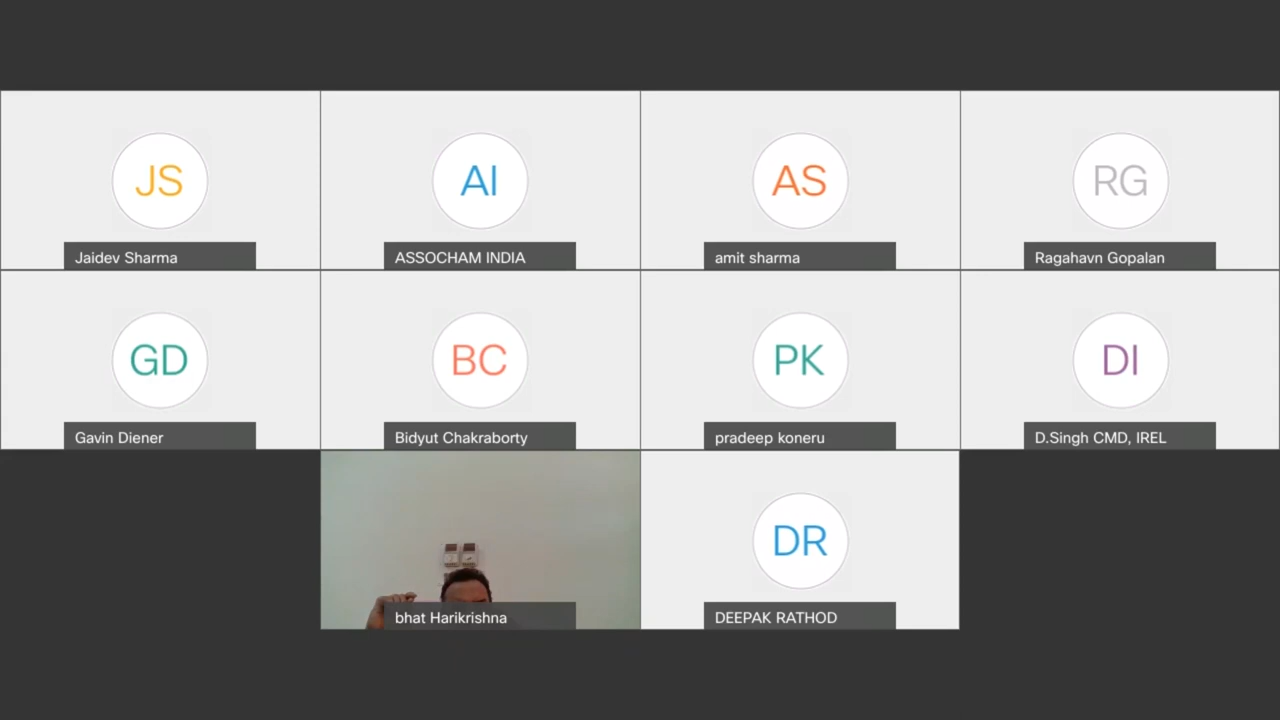 JS
AI
AS
RG
Jaidev Sharma
ASSOCHAM INDIA
amit sharma
Ragahavn Gopalan
GD
BC
PK
DI
Gavin Diener
Bidyut Chakraborty
pradeep koneru
D.Singh CMD, IREL
DR
bhat Harikrishna
DEEPAK RATHOD